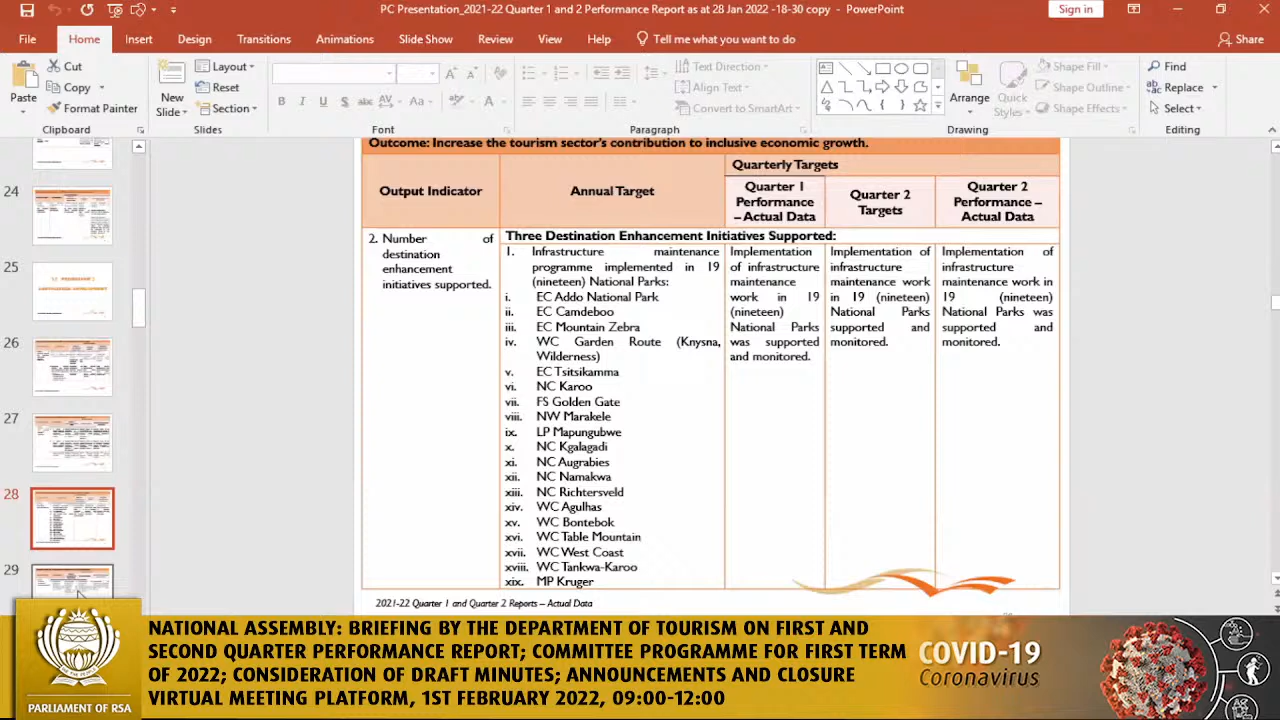 PC Presentation_2021-22 Quarter 1 and 2 Performance Report as at 28 Jan 2022 -18-30 copy - PowerPoint
Sign in
File Home Insert Design Transitions Animations Slide Show Review View Help Tell me what you want to do Share
Paste Cut Copy Format Painter
New Slide Layout Reset Section
Text Direction Align Text Convert to SmartArt
Arrange Quick Styles Shape Fill Shape Outline Shape Effects
Find Replace Select
Clipboard Slides Font Paragraph Drawing Editing
24
25
26
27
28
29
Outcome: Increase the tourism sector's contribution to inclusive economic growth.
Output Indicator
Annual Target
Quarterly Targets
Quarter 1
Performance
– Actual Data
Quarter 2
Targets
Quarter 2
Performance –
Actual Data
2. Number of
destination
enhancement
initiatives supported.
Three Destination Enhancement Initiatives Supported:
1. Infrastructure maintenance
programme implemented in 19
(nineteen) National Parks:
i. EC Addo National Park
ii. EC Camdeboo
iii. EC Mountain Zebra
iv. WC Garden Route (Knysna,
Wilderness)
v. EC Tsitsikamma
vi. NC Karoo
vii. FS Golden Gate
viii. NW Marakele
ix. LP Mapungubwe
x. NC Kgalagadi
xi. NC Augrabies
xii. NC Namakwa
xiii. NC Richtersveld
xiv. WC Agulhas
xv. WC Bontebok
xvi. WC Table Mountain
xvii. WC West Coast
xviii. WC Tankwa-Karoo
xix. MP Kruger
Implementation
of infrastructure
maintenance
work in 19
(nineteen)
National Parks
was supported
and monitored.
Implementation of
infrastructure
maintenance work
in 19 (nineteen)
National Parks
supported and
monitored.
Implementation of
infrastructure
maintenance work in
19 (nineteen)
National Parks was
supported and
monitored.
2021-22 Quarter 1 and Quarter 2 Reports – Actual Data
PARLIAMENT OF RSA
NATIONAL ASSEMBLY: BRIEFING BY THE DEPARTMENT OF TOURISM ON FIRST AND
SECOND QUARTER PERFORMANCE REPORT; COMMITTEE PROGRAMME FOR FIRST TERM
OF 2022; CONSIDERATION OF DRAFT MINUTES; ANNOUNCEMENTS AND CLOSURE
VIRTUAL MEETING PLATFORM, 1ST FEBRUARY 2022, 09:00-12:00
COVID-19
Coronavirus